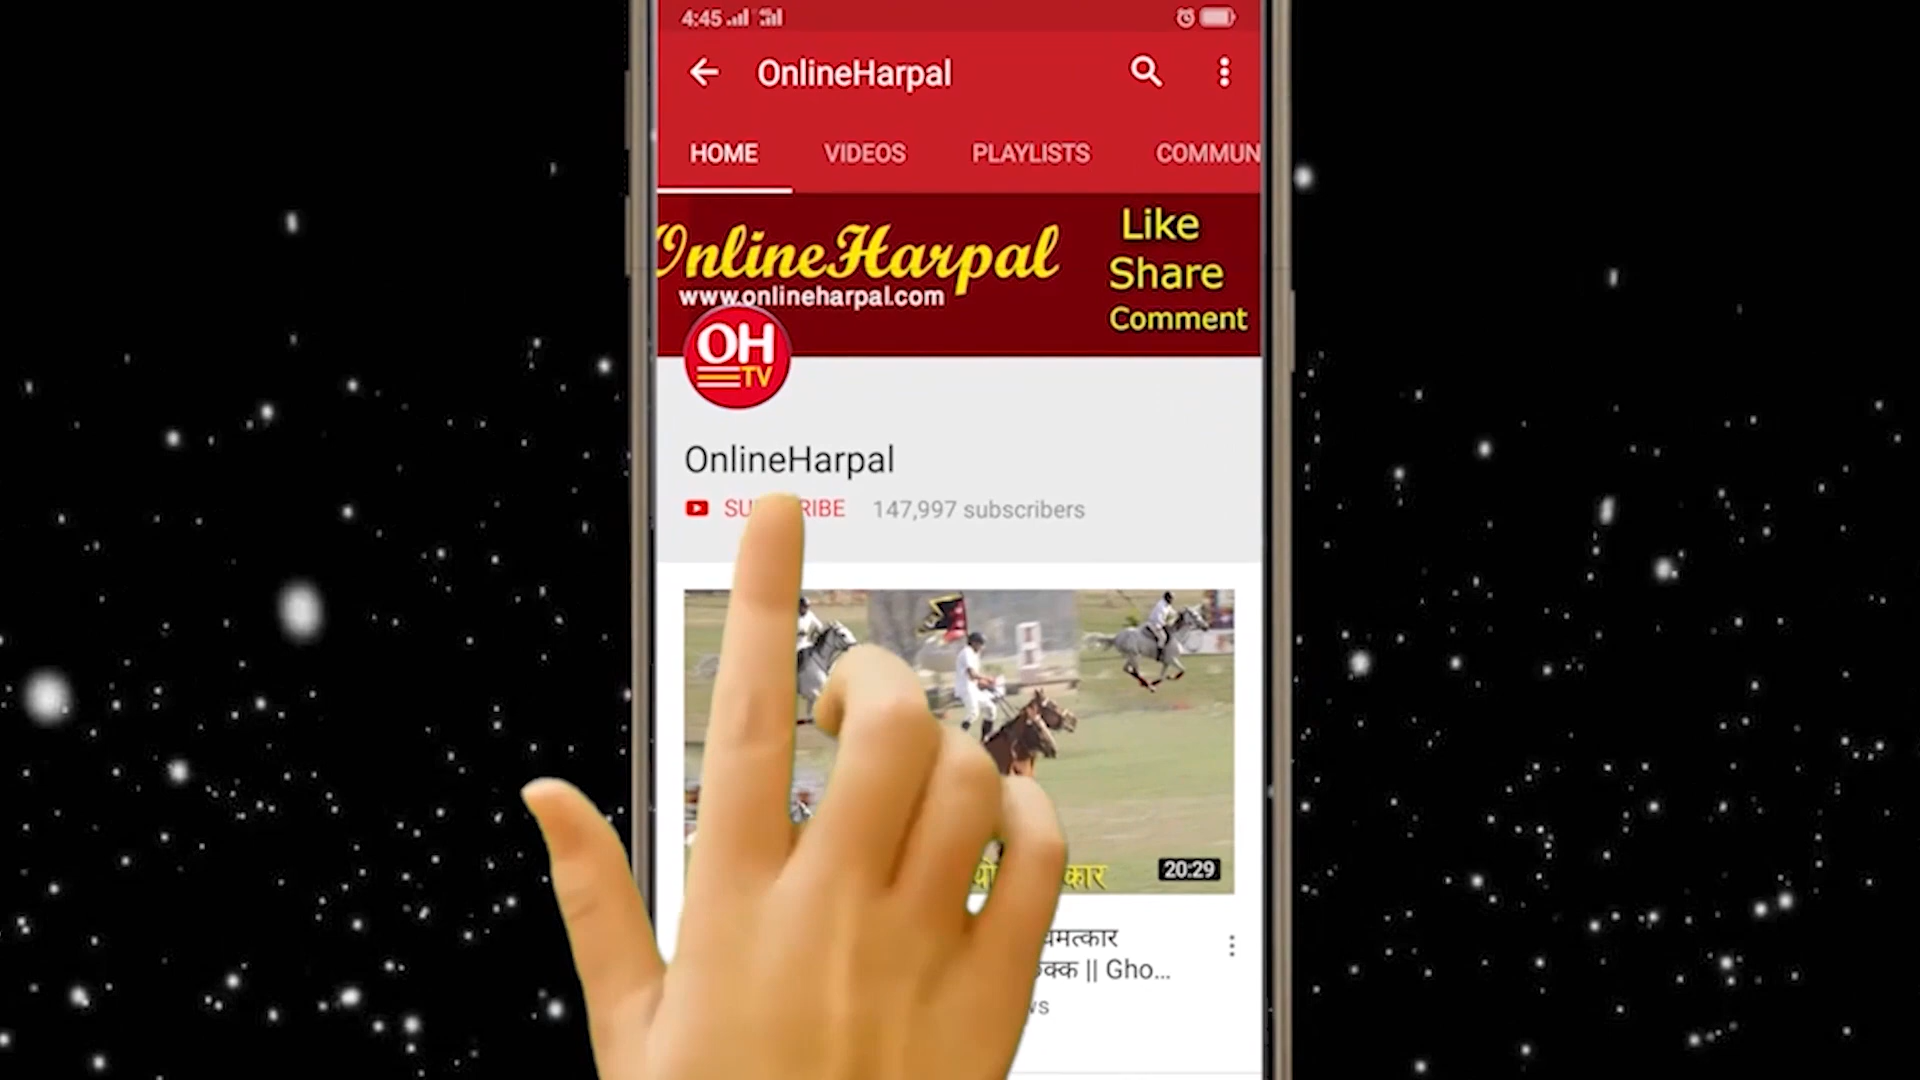 4:45
OnlineHarpal
HOME VIDEOS PLAYLISTS COMMUN
OnlineHarpal
www.onlineharpal.com
Like
Share
Comment
OH
TV
OnlineHarpal
147,997 subscribers
20:29
|| Gho...